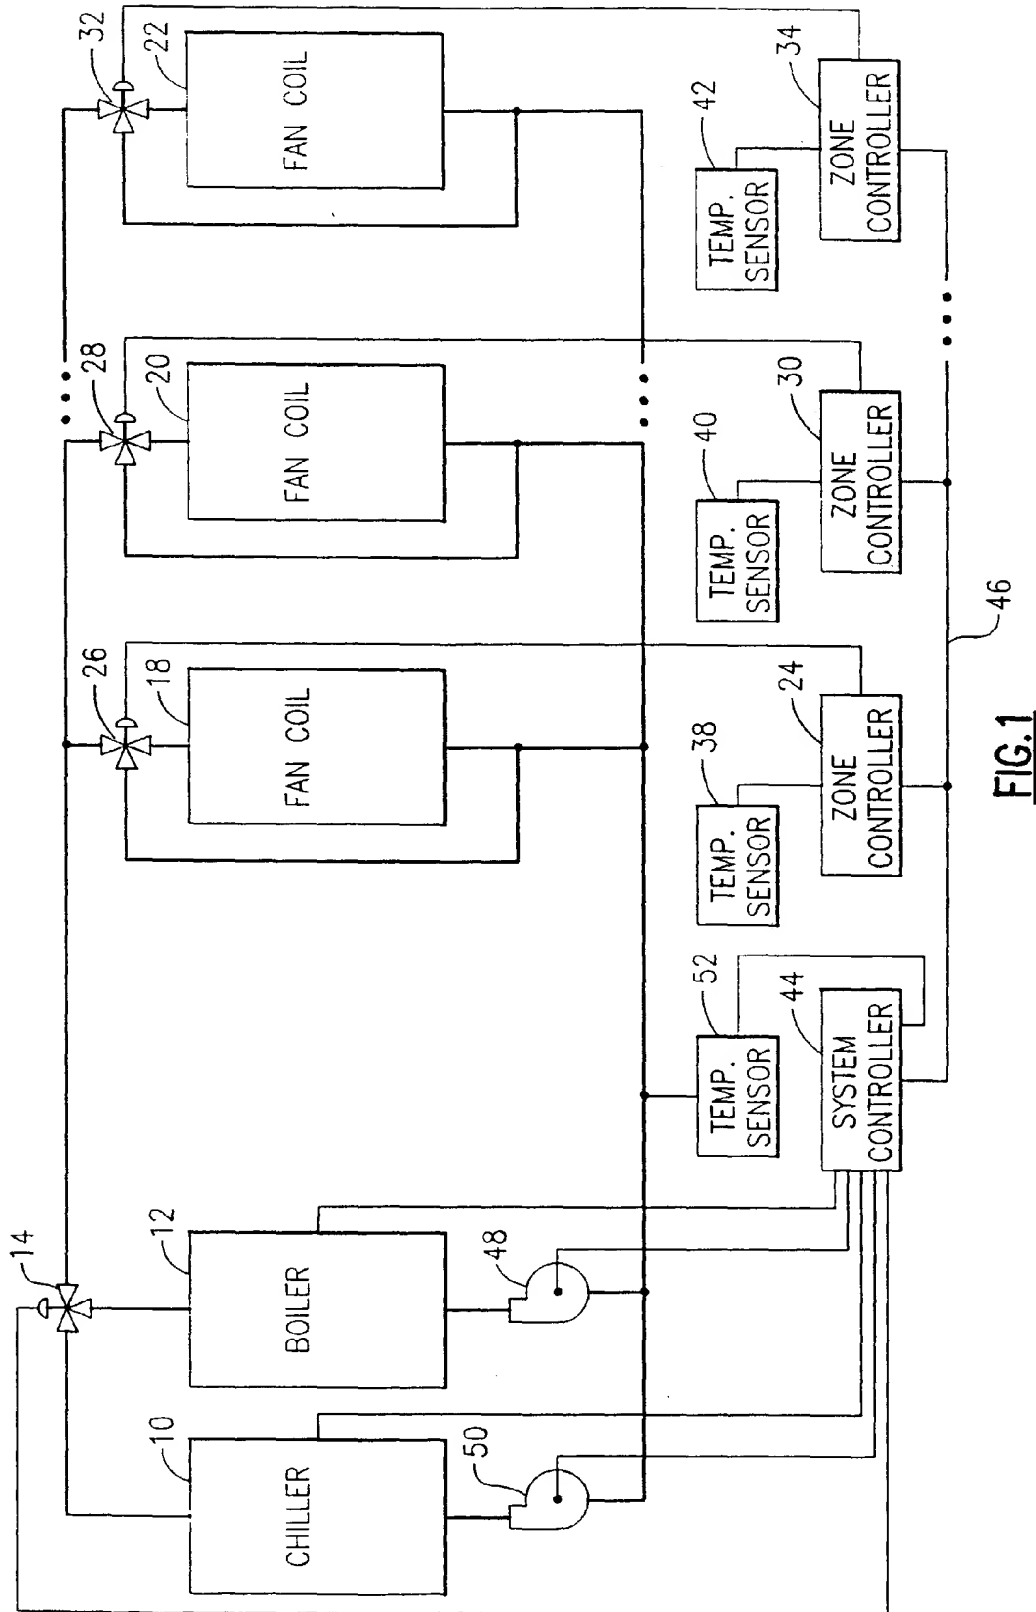 14
10
CHILLER
12
BOILER
50
48
26
18
FAN COIL
28
20
FAN COIL
32
22
FAN COIL
52
TEMP.
SENSOR
38
TEMP.
SENSOR
40
TEMP.
SENSOR
42
TEMP.
SENSOR
44
SYSTEM
CONTROLLER
24
ZONE
CONTROLLER
30
ZONE
CONTROLLER
34
ZONE
CONTROLLER
46
FIG.1